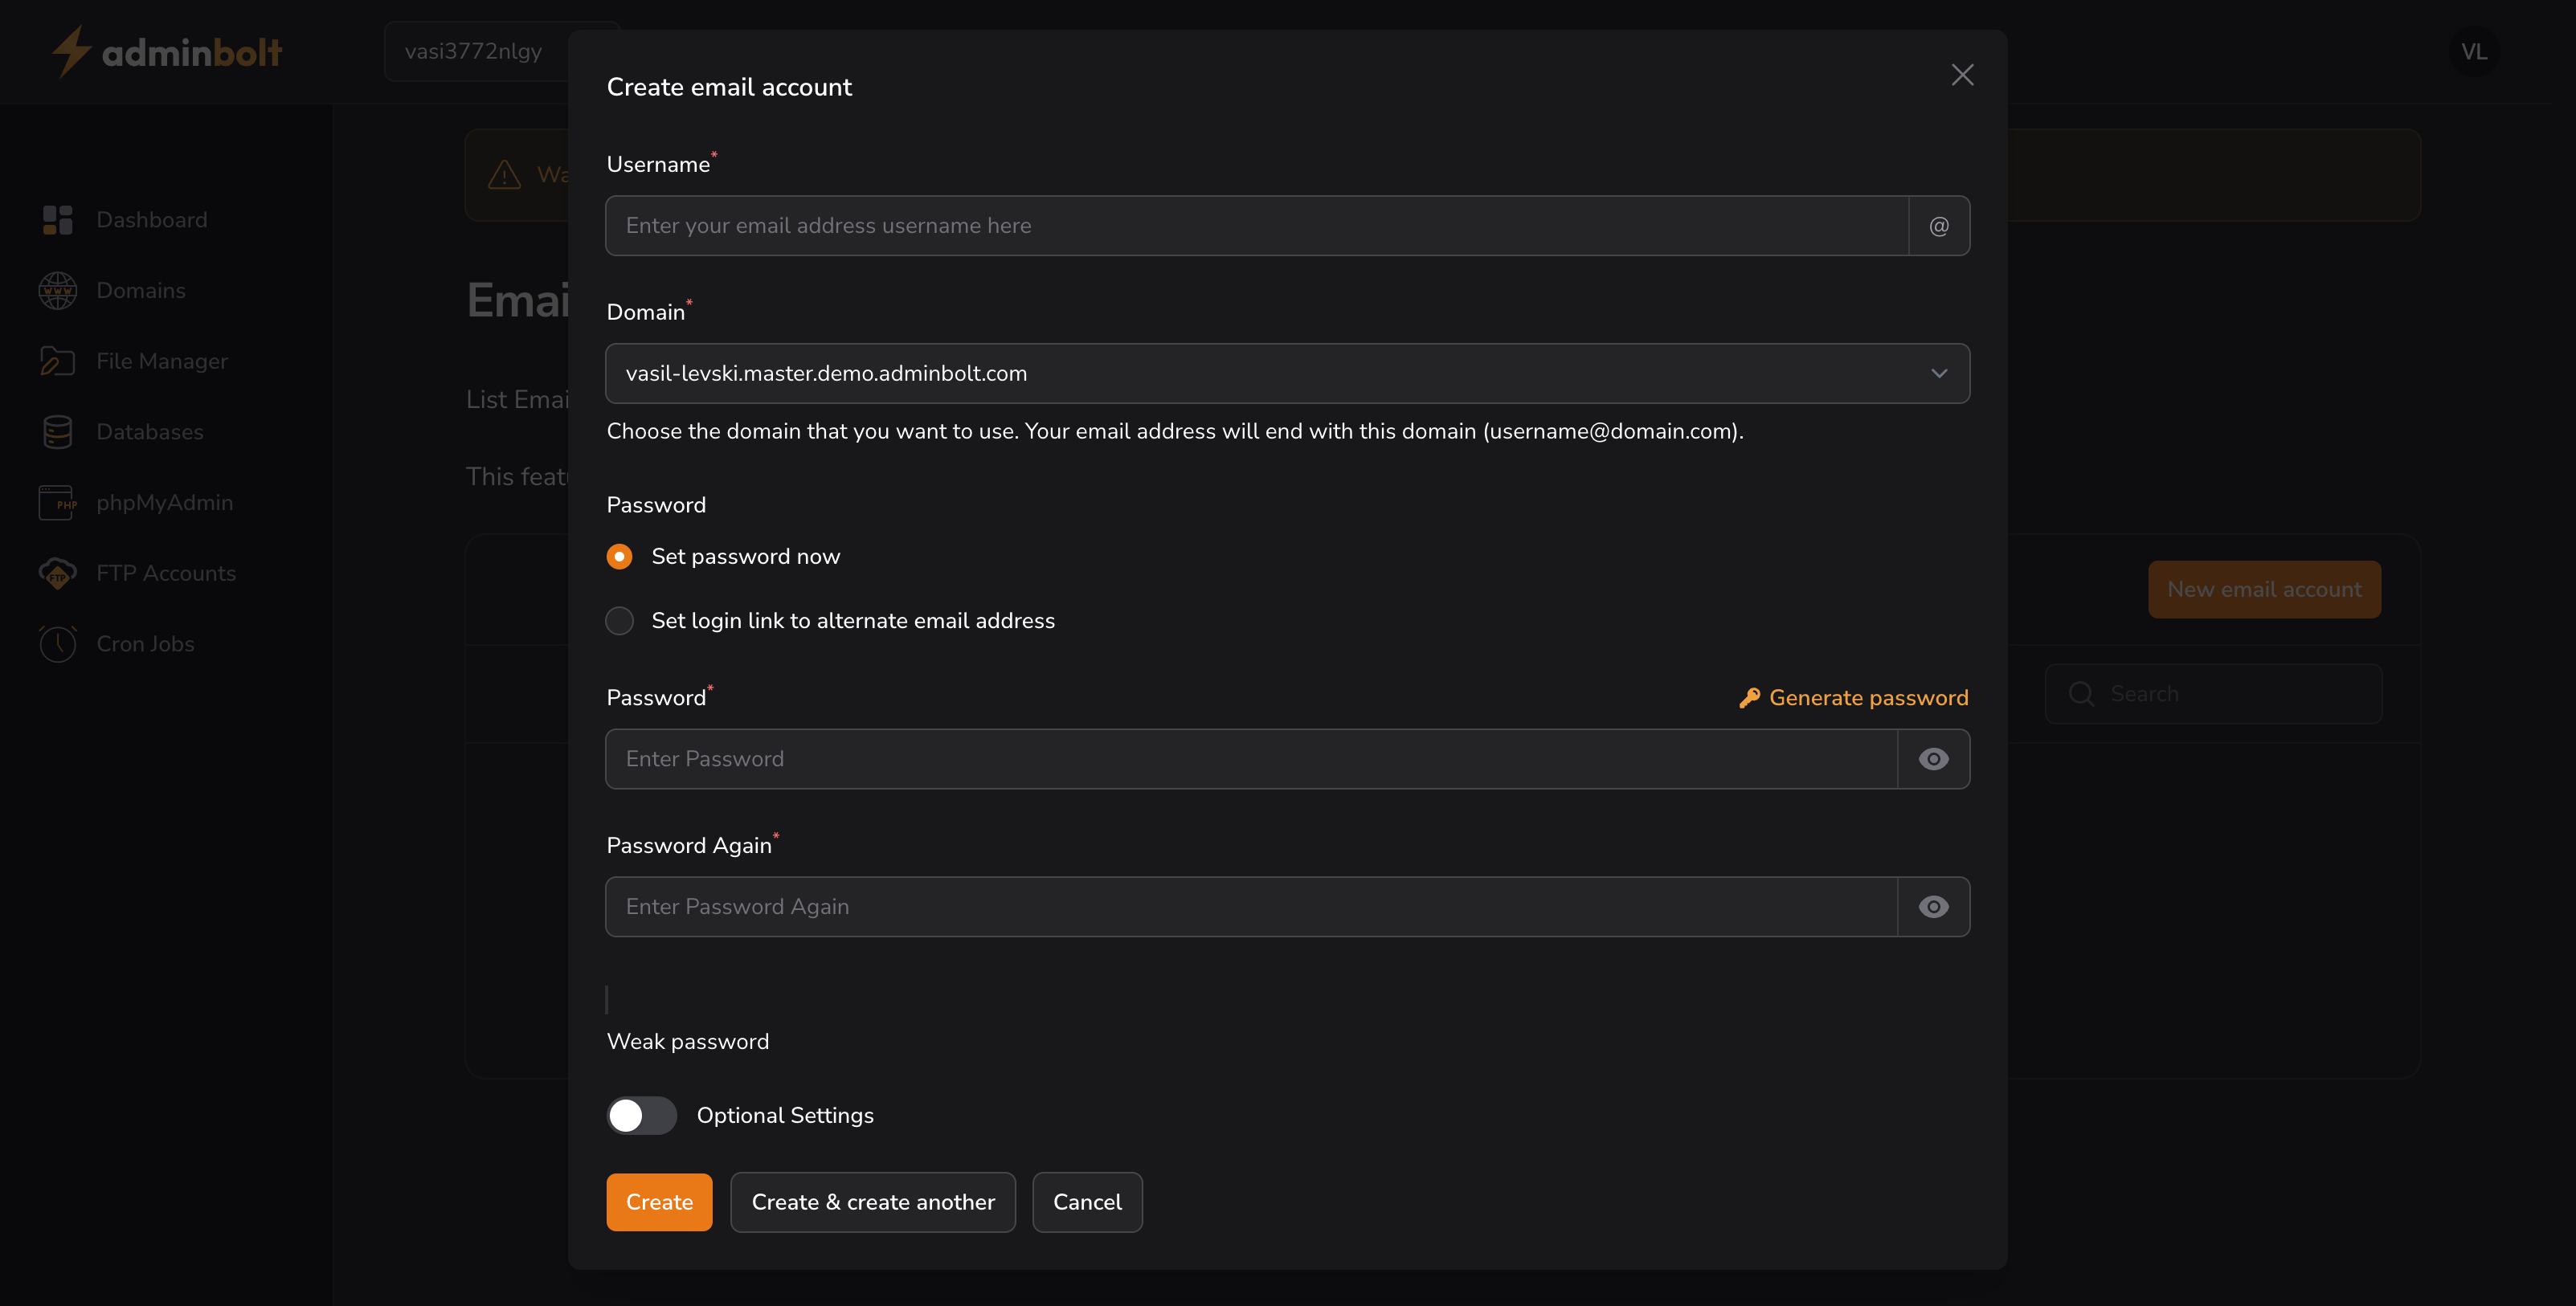 adminbolt
vasi3772nlgy
VL
Create email account
Username*
Enter your email address username here
@
Domain*
vasil-levski.master.demo.adminbolt.com
Choose the domain that you want to use. Your email address will end with this domain (username@domain.com).
Password
Set password now
Set login link to alternate email address
Password*
Generate password
Enter Password
Password Again*
Enter Password Again
Weak password
Optional Settings
Create
Create & create another
Cancel
Dashboard
WWW
Domains
File Manager
Databases
PHP
phpMyAdmin
FTP
FTP Accounts
Cron Jobs
List
This
New email account
Search